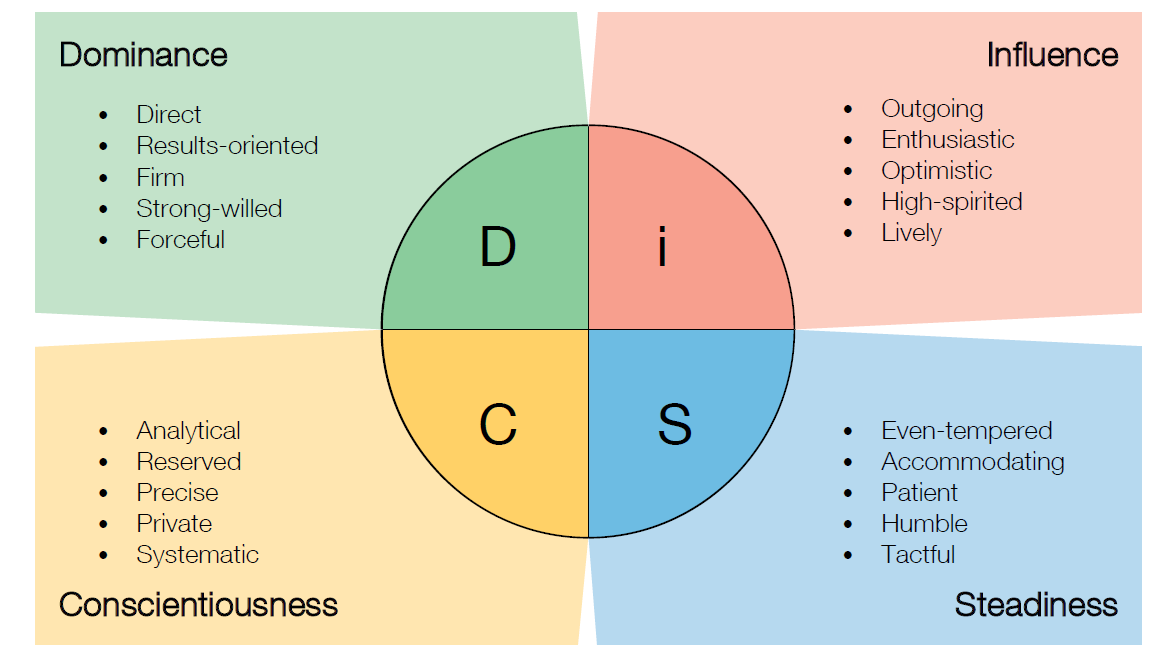 Dominance
• Direct
• Results-oriented
• Firm
• Strong-willed
• Forceful
Influence
• Outgoing
• Enthusiastic
• Optimistic
• High-spirited
• Lively
D
i
C
S
• Analytical
• Reserved
• Precise
• Private
• Systematic
Conscientiousness
• Even-tempered
• Accommodating
• Patient
• Humble
• Tactful
Steadiness